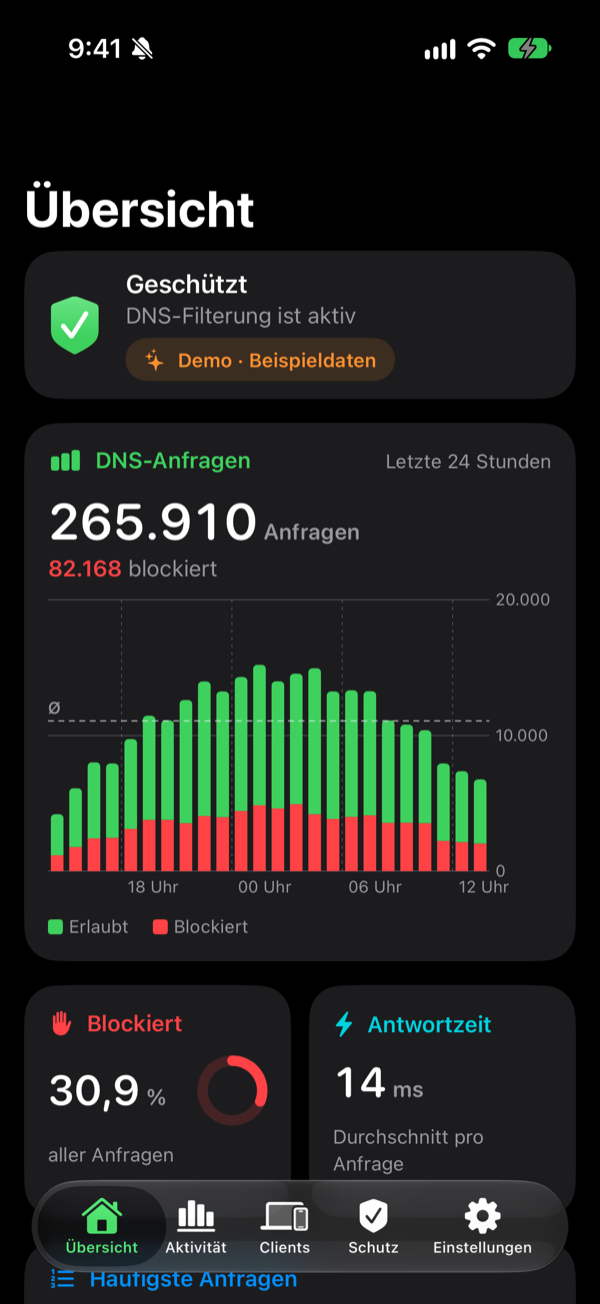 9:41
Übersicht
Geschützt
DNS-Filterung ist aktiv
Demo · Beispieldaten
DNS-Anfragen
Letzte 24 Stunden
265.910 Anfragen
82.168 blockiert
20.000
Ø
10.000
0
18 Uhr 00 Uhr 06 Uhr 12 Uhr
Erlaubt Blockiert
Blockiert
30,9 %
aller Anfragen
Antwortzeit
14 ms
Durchschnitt pro
Anfrage
Übersicht Aktivität Clients Schutz Einstellungen
Häufigste Anfragen